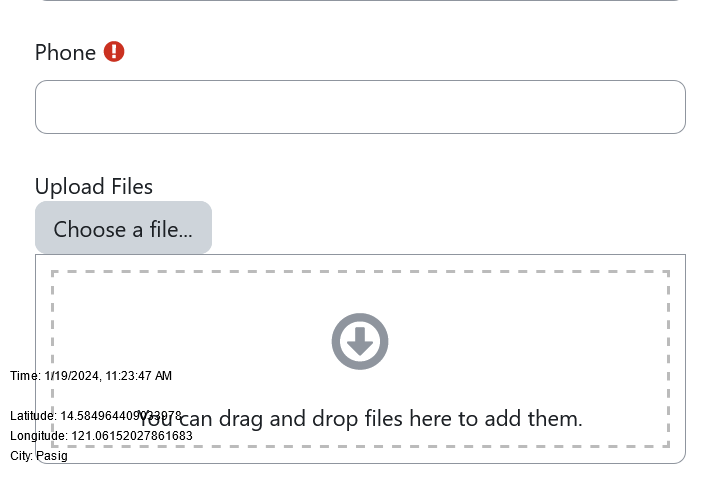 Phone
Upload Files
Choose a file...
Time: 1/19/2024, 11:23:47 AM
Latitude: 14.584964409033978
You can drag and drop files here to add them.
Longitude: 121.06152027861683
City: Pasig